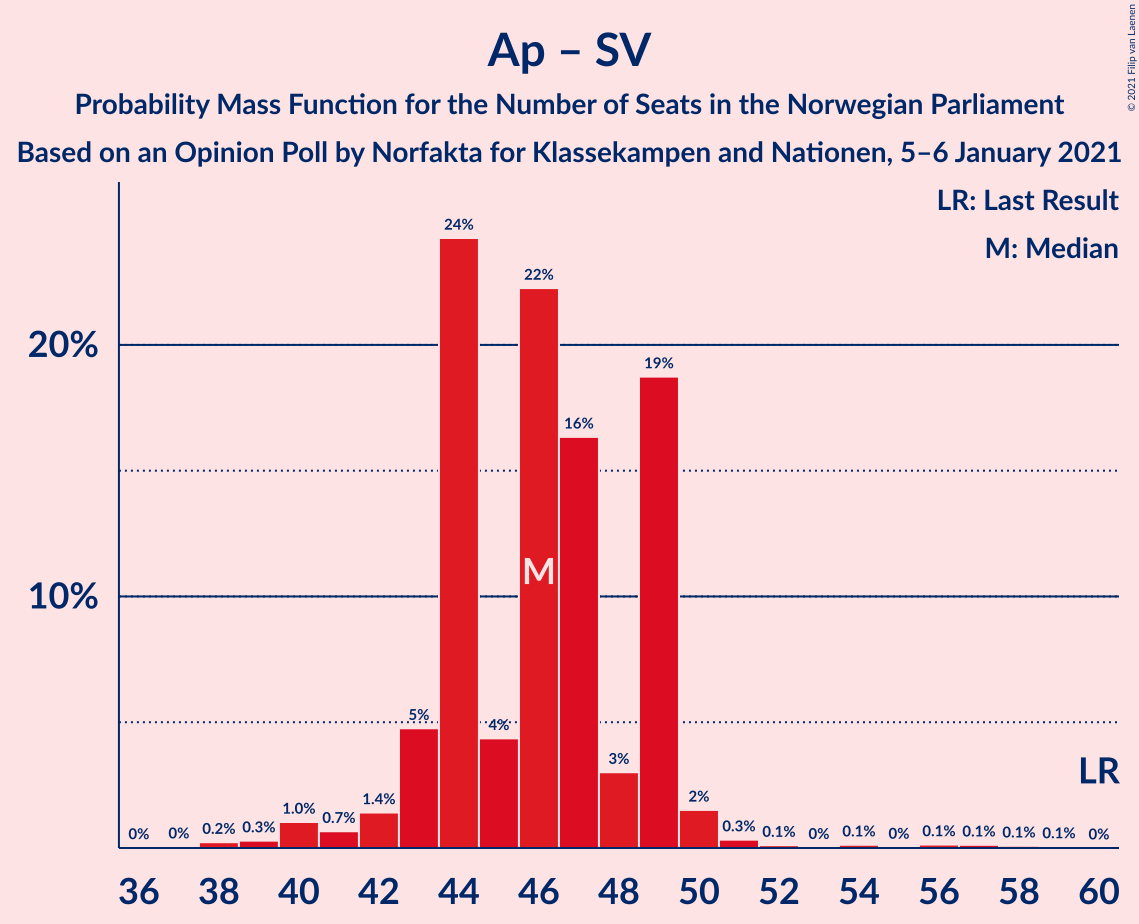 Ap – SV
Probability Mass Function for the Number of Seats in the Norwegian Parliament
Based on an Opinion Poll by Norfakta for Klassekampen and Nationen, 5–6 January 2021
© 2021 Filip van Laenen
LR: Last Result
M: Median
20%
10%
0% 0% 0.2% 0.3% 1.0% 0.7% 1.4% 5% 24% 4% 22% 16% 3% 19% 2% 0.3% 0.1% 0% 0.1% 0% 0.1% 0.1% 0.1% 0.1% 0%
M
LR
36 38 40 42 44 46 48 50 52 54 56 58 60